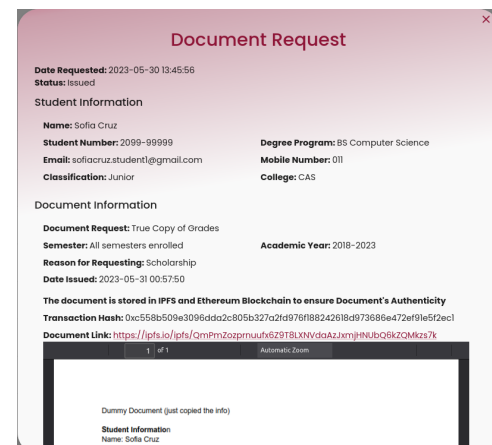 ×
Document Request
Date Requested: 2023-05-30 13:45:56
Status: Issued
Student Information
Name: Sofia Cruz
Student Number: 2099-99999 Degree Program: BS Computer Science
Email: sofiacruz.student1@gmail.com Mobile Number: 011
Classification: Junior College: CAS
Document Information
Document Request: True Copy of Grades
Semester: All semesters enrolled Academic Year: 2018-2023
Reason for Requesting: Scholarship
Date Issued: 2023-05-31 00:57:50
The document is stored in IPFS and Ethereum Blockchain to ensure Document's Authenticity
Transaction Hash: 0xc558b509e3096dda2c805b327a2fd976f188242618d973686e472ef91e5f2ec1
Document Link: https://ipfs.io/ipfs/QmPmZozprnuufx6Z9T8LXNVdaAzJxmjHNUbQ6kZQMkzs7k
1 of 1 Automatic Zoom
Dummy Document (just copied the info)
Student Information
Name: Sofia Cruz